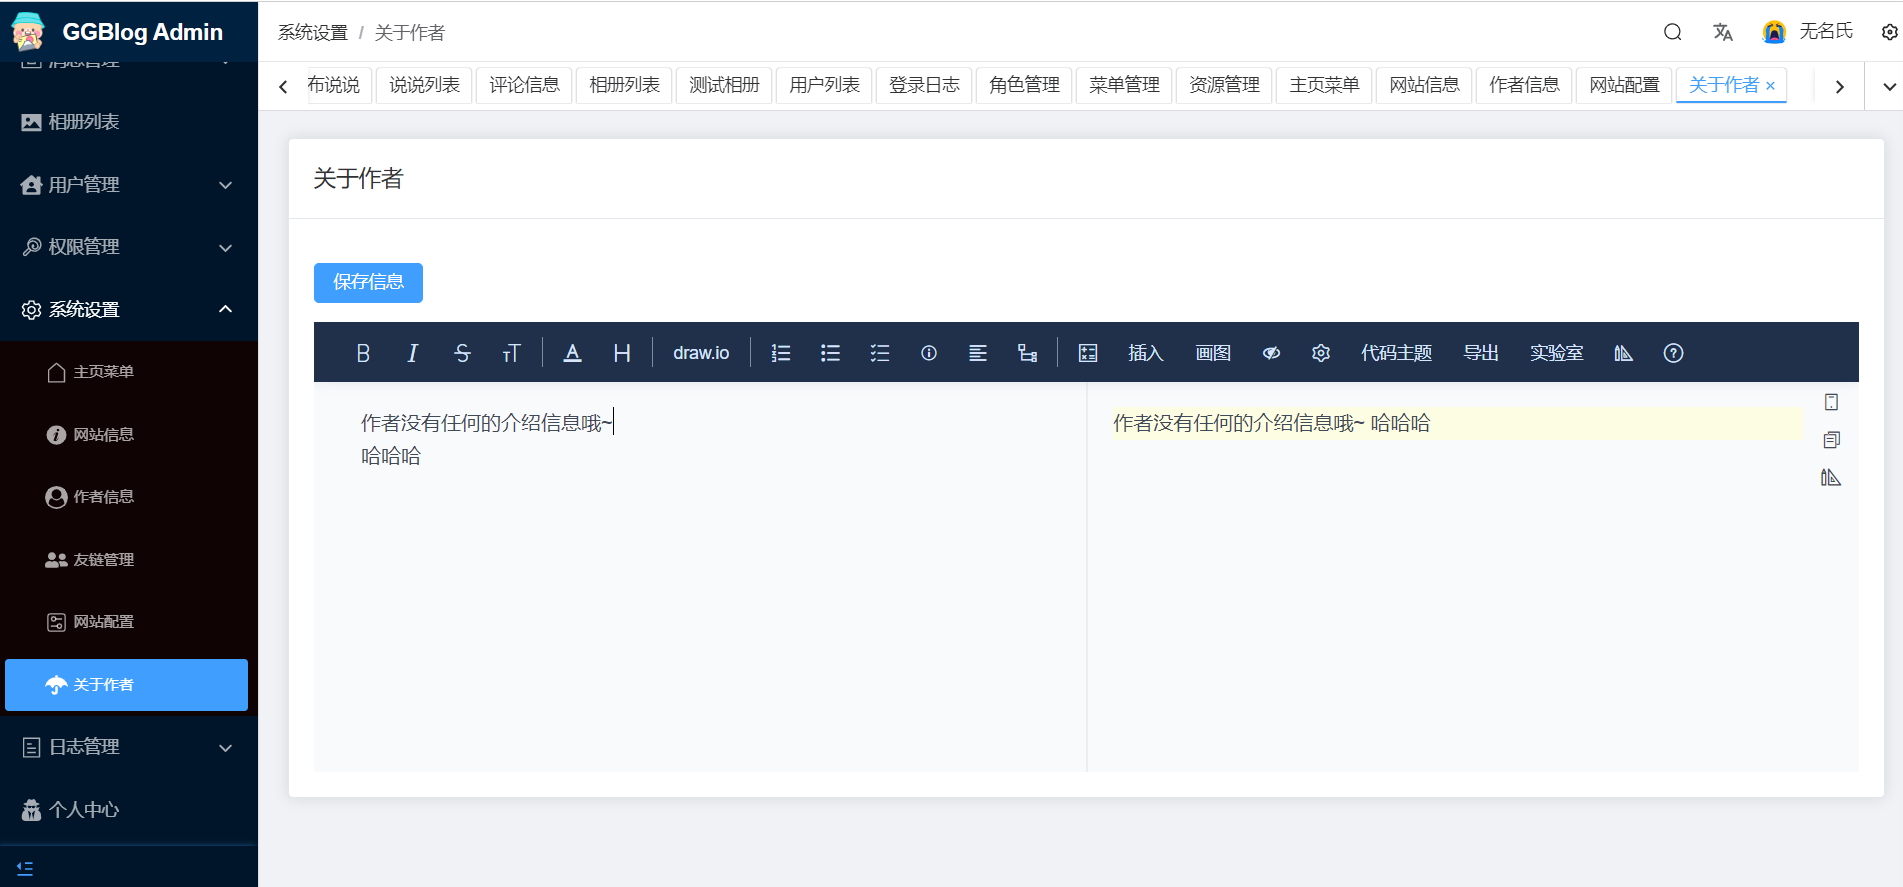 GGBlog Admin
系统设置 / 关于作者
无名氏
消息管理
布说说
说说列表
评论信息
相册列表
测试相册
用户列表
登录日志
角色管理
菜单管理
资源管理
主页菜单
网站信息
作者信息
网站配置
关于作者 ×
相册列表
用户管理
权限管理
系统设置
主页菜单
网站信息
作者信息
友链管理
网站配置
关于作者
日志管理
个人中心
关于作者
保存信息
B I S TT A H draw.io 插入 画图 代码主题 导出 实验室
作者没有任何的介绍信息哦~
哈哈哈
作者没有任何的介绍信息哦~ 哈哈哈